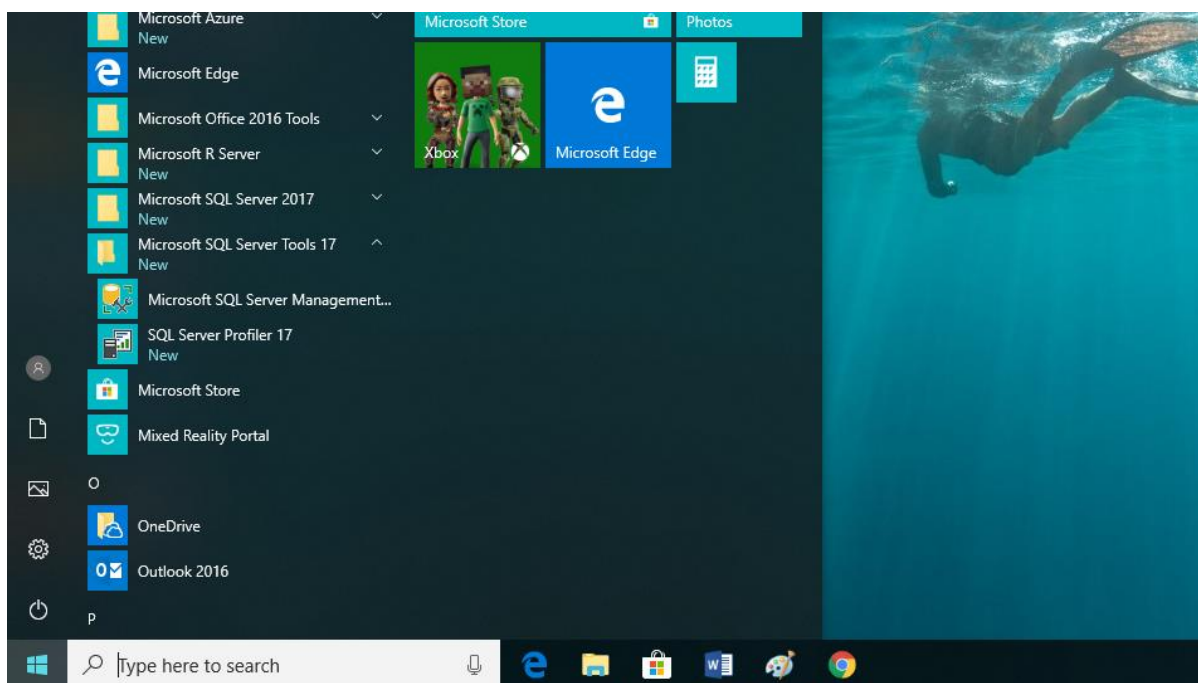 Microsoft Azure
New
Microsoft Edge
Microsoft Office 2016 Tools
Microsoft R Server
New
Microsoft SQL Server 2017
New
Microsoft SQL Server Tools 17
New
Microsoft SQL Server Management...
SQL Server Profiler 17
New
Microsoft Store
Mixed Reality Portal
O
OneDrive
Outlook 2016
P
Microsoft Store
Photos
Xbox
Microsoft Edge
Type here to search